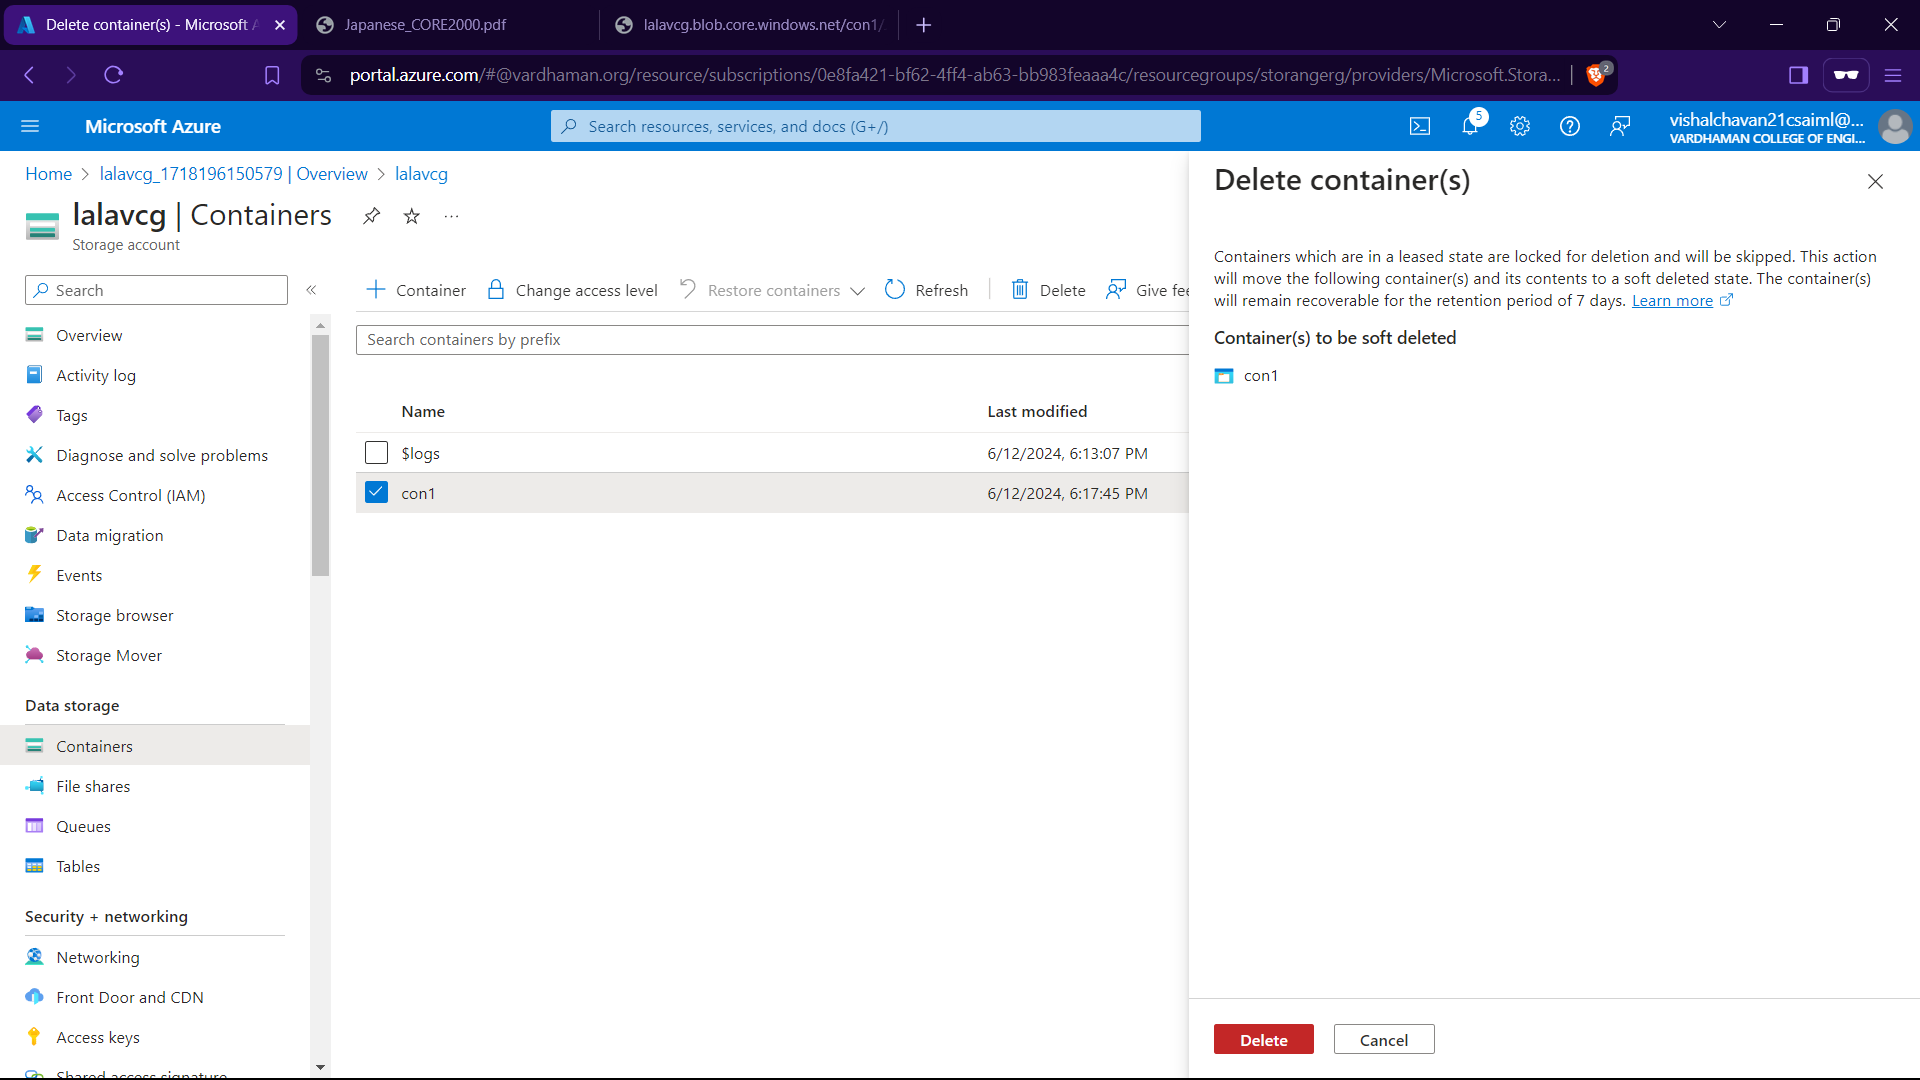 Delete container(s) - Microsoft A
Japanese_CORE2000.pdf
lalavcg.blob.core.windows.net/con1/
portal.azure.com/#@vardhaman.org/resource/subscriptions/0e8fa421-bf62-4ff4-ab63-bb983feaaa4c/resourcegroups/storangerg/providers/Microsoft.Stora...
2
Microsoft Azure
Search resources, services, and docs (G+/)
5
vishalchavan21csaiml@...
VARDHAMAN COLLEGE OF ENGI...
Home > lalavcg_1718196150579 | Overview > lalavcg
lalavcg | Containers
Storage account
Search
Overview
Activity log
Tags
Diagnose and solve problems
Access Control (IAM)
Data migration
Events
Storage browser
Storage Mover
Data storage
Containers
File shares
Queues
Tables
Security + networking
Networking
Front Door and CDN
Access keys
Shared access signature
Container
Change access level
Restore containers
Refresh
Delete
Give fee
Search containers by prefix
Name Last modified
$logs 6/12/2024, 6:13:07 PM
con1 6/12/2024, 6:17:45 PM
Delete container(s)
Containers which are in a leased state are locked for deletion and will be skipped. This action
will move the following container(s) and its contents to a soft deleted state. The container(s)
will remain recoverable for the retention period of 7 days. Learn more
Container(s) to be soft deleted
con1
Delete
Cancel